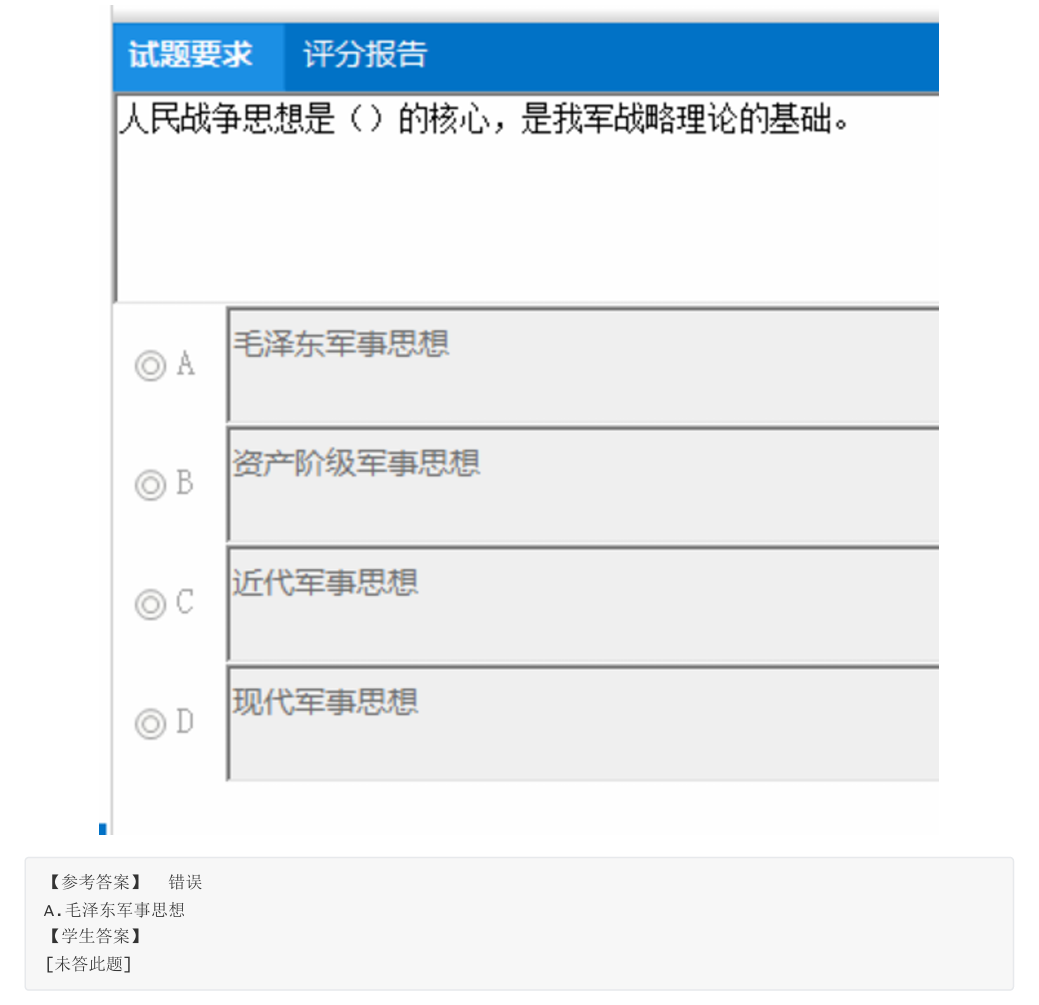 试题要求 评分报告
人民战争思想是（）的核心，是我军战略理论的基础。
A 毛泽东军事思想
B 资产阶级军事思想
C 近代军事思想
D 现代军事思想
【参考答案】 错误
A.毛泽东军事思想
【学生答案】
[未答此题]